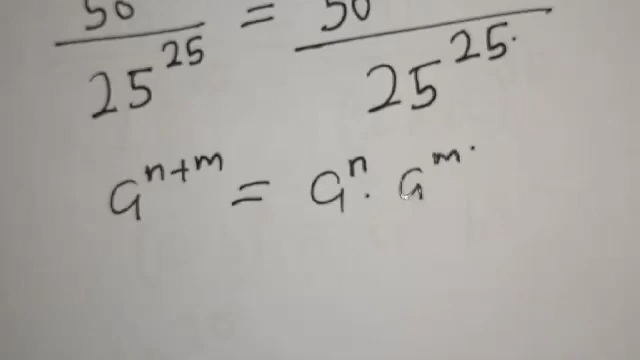 50 = 50
25^25 25^25.
a^n+m = a^n · a^m.